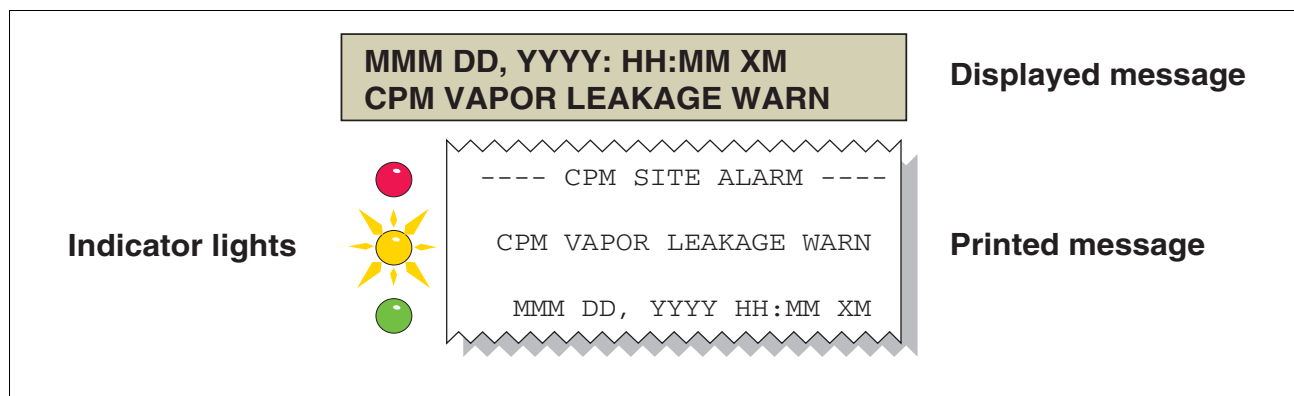 MMM DD, YYYY: HH:MM XM
CPM VAPOR LEAKAGE WARN
Displayed message
---- CPM SITE ALARM ----
Indicator lights
CPM VAPOR LEAKAGE WARN
Printed message
MMM DD, YYYY HH:MM XM